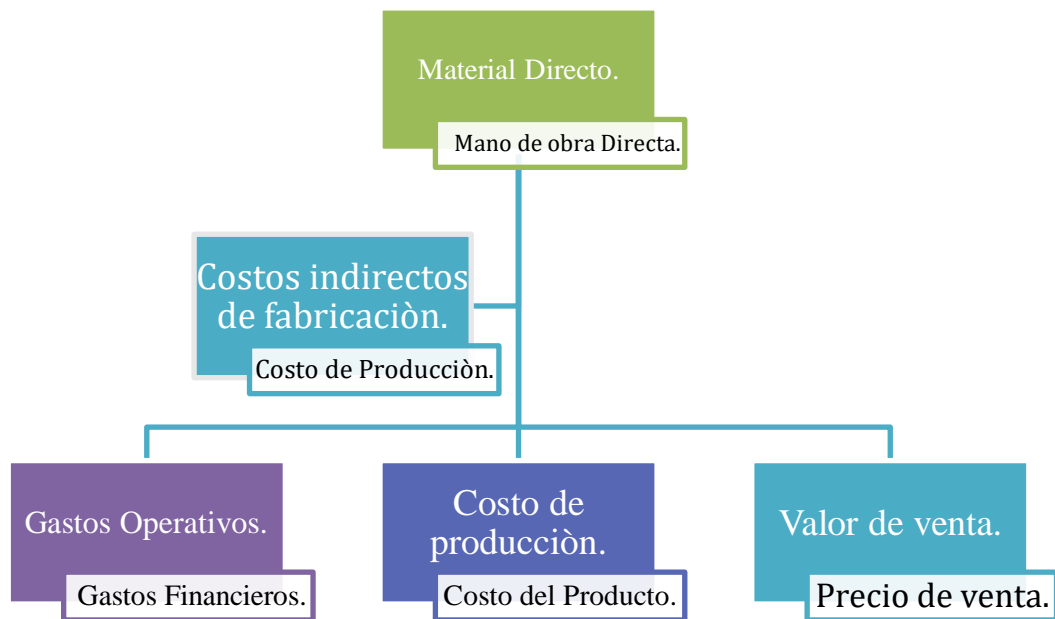 Material Directo.
Mano de obra Directa.
Costos indirectos
de fabricaciòn.
Costo de Producciòn.
Gastos Operativos.
Gastos Financieros.
Costo de
producciòn.
Costo del Producto.
Valor de venta.
Precio de venta.